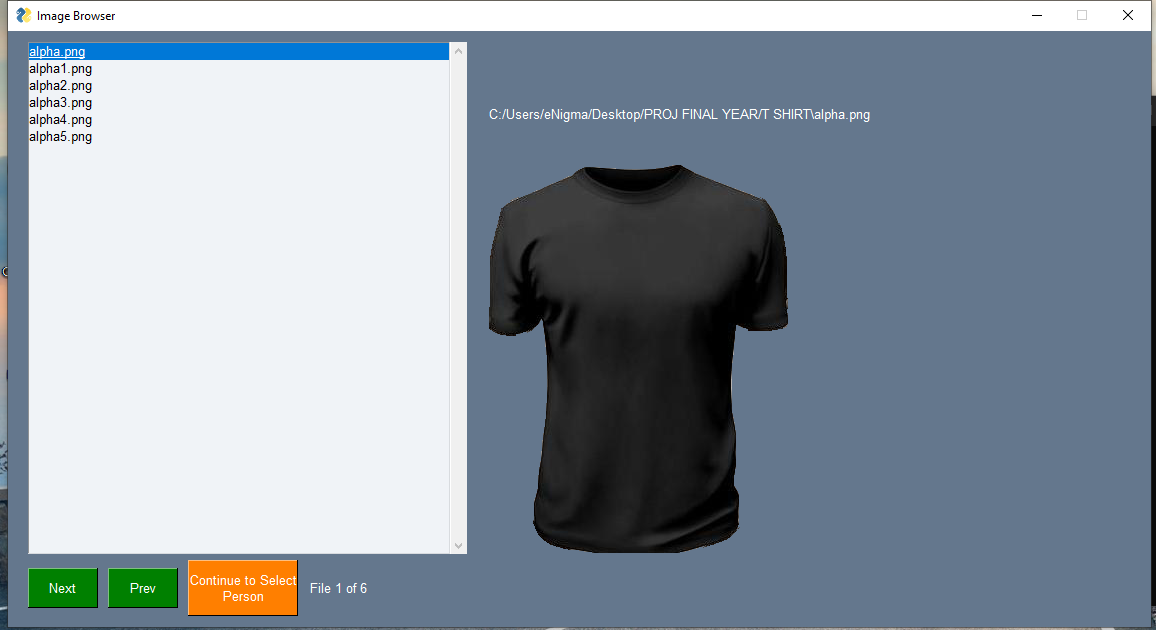 Image Browser
alpha.png
alpha1.png
alpha2.png
alpha3.png
alpha4.png
alpha5.png
C:/Users/eNigma/Desktop/PROJ FINAL YEAR/T SHIRT\alpha.png
Next
Prev
Continue to Select
Person
File 1 of 6